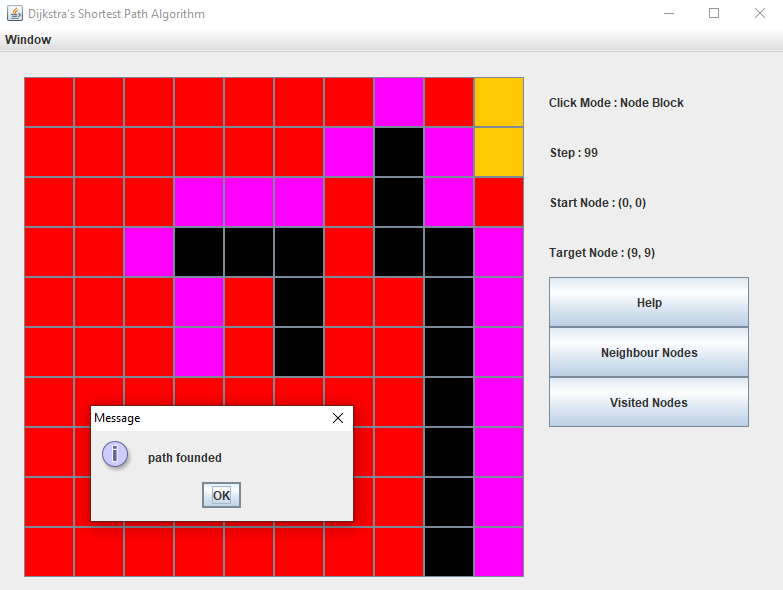 Dijkstra's Shortest Path Algorithm
Window
Click Mode : Node Block
Step : 99
Start Node : (0, 0)
Target Node : (9, 9)
Help
Neighbour Nodes
Visited Nodes
Message
i
path founded
OK